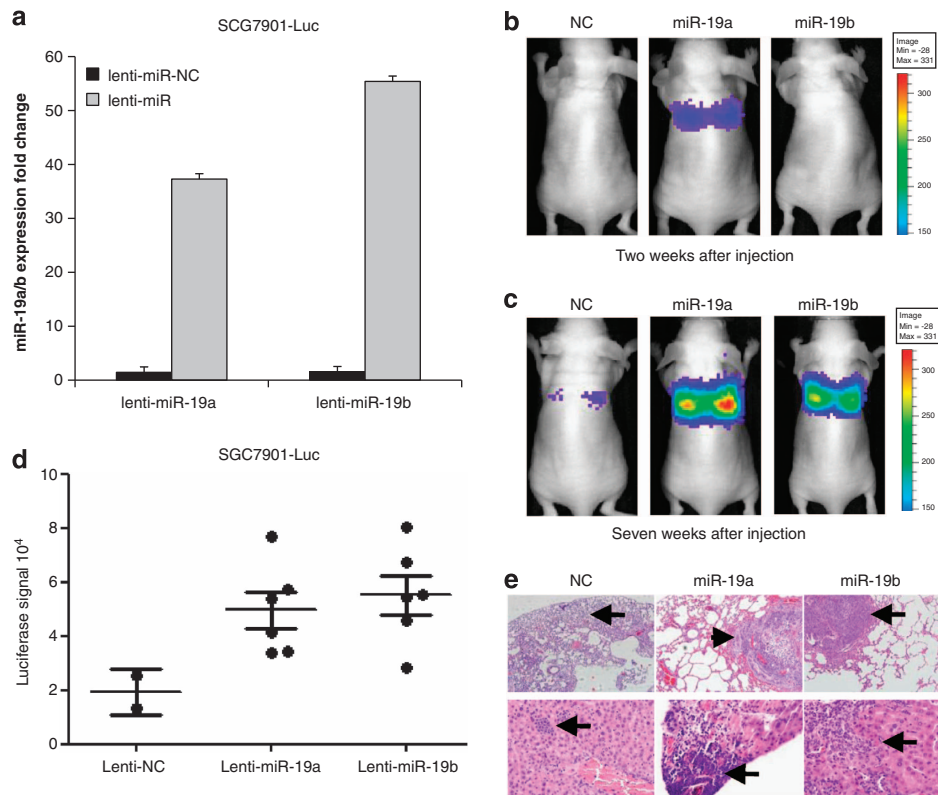 a
SCG7901-Luc
miR-19a/b expression fold change
60
50
40
30
20
10
0
lenti-miR-NC
lenti-miR
lenti-miR-19a
lenti-miR-19b
b
NC
miR-19a
miR-19b
Image
Min = -28
Max = 331
300
250
200
150
Two weeks after injection
c
NC
miR-19a
miR-19b
Image
Min = -28
Max = 331
300
250
200
150
Seven weeks after injection
d
SGC7901-Luc
Luciferase signal 10⁴
10
8
6
4
2
0
Lenti-NC
Lenti-miR-19a
Lenti-miR-19b
e
NC
miR-19a
miR-19b